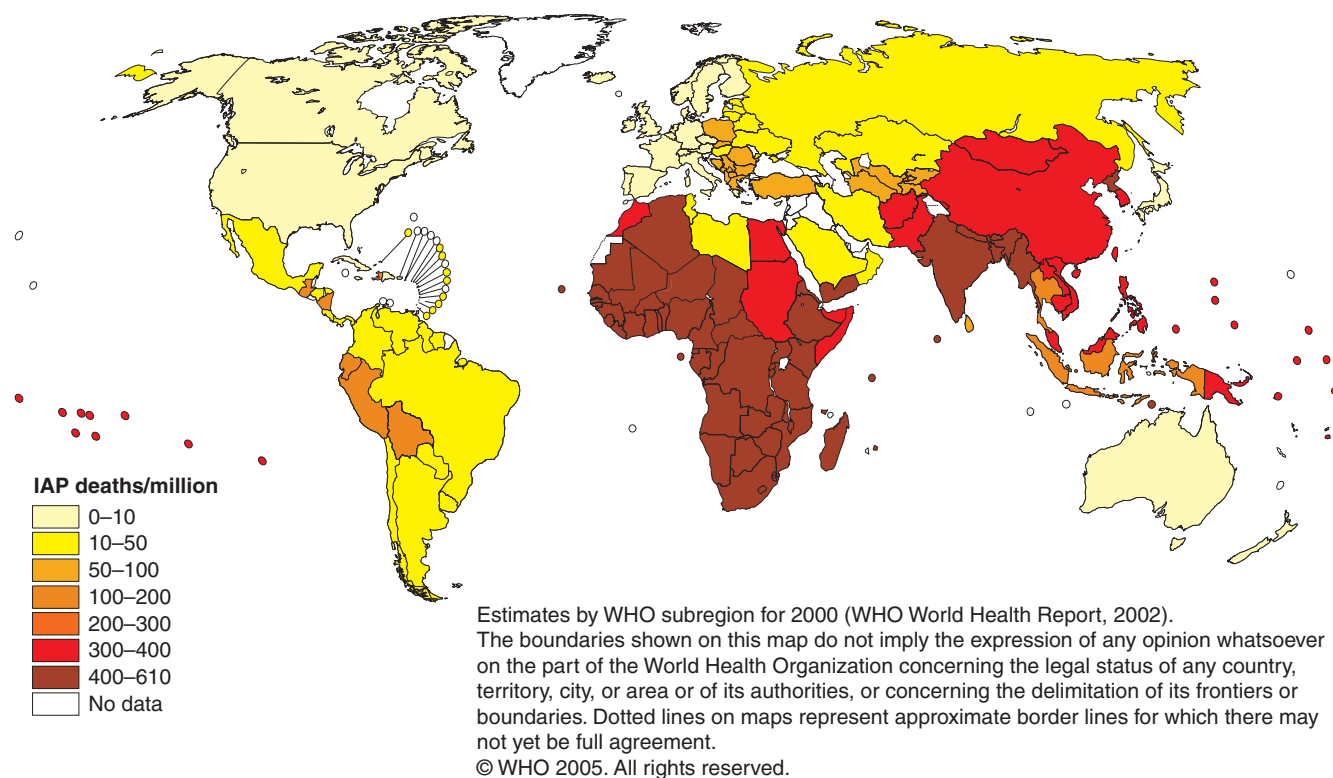 IAP deaths/million
0–10
10–50
50–100
100–200
200–300
300–400
400–610
No data
Estimates by WHO subregion for 2000 (WHO World Health Report, 2002).
The boundaries shown on this map do not imply the expression of any opinion whatsoever
on the part of the World Health Organization concerning the legal status of any country,
territory, city, or area or of its authorities, or concerning the delimitation of its frontiers or
boundaries. Dotted lines on maps represent approximate border lines for which there may
not yet be full agreement.
© WHO 2005. All rights reserved.